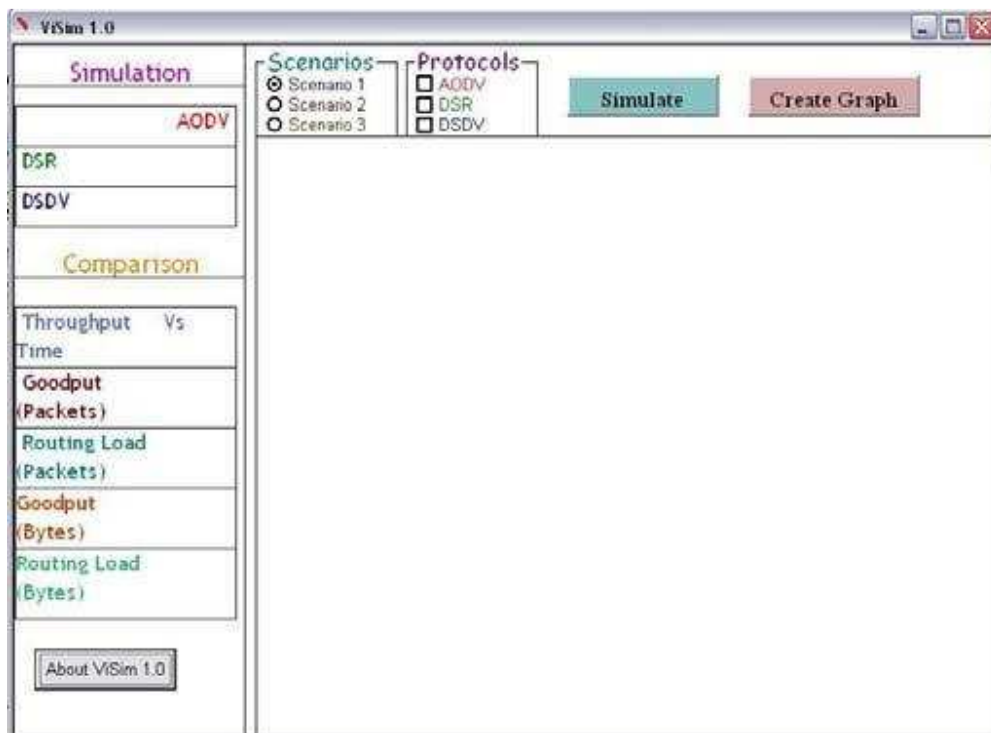 ViSim 1.0
Simulation
AODV
DSR
DSDV
Comparison
Throughput Vs
Time
Goodput
(Packets)
Routing Load
(Packets)
Goodput
(Bytes)
Routing Load
(Bytes)
About ViSim 1.0
Scenarios
Scenario 1
Scenario 2
Scenario 3
Protocols
AODV
DSR
DSDV
Simulate
Create Graph